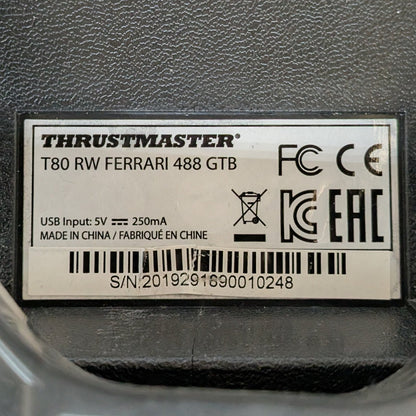 THRUSTMASTER®
T80 RW FERRARI 488 GTB
FC CE
USB Input: 5V ⎓ 250mA
MADE IN CHINA / FABRIQUÉ EN CHINE
EAC
S/N:2019291690010248